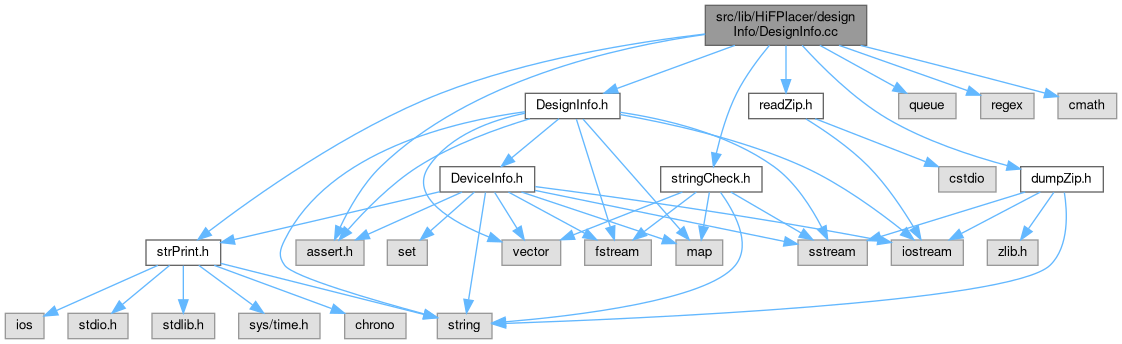 src/lib/HiFPlacer/design
Info/DesignInfo.cc
DesignInfo.h
readZip.h
queue
regex
cmath
DeviceInfo.h
stringCheck.h
cstdio
dumpZip.h
strPrint.h
assert.h
set
vector
fstream
map
sstream
iostream
zlib.h
ios
stdio.h
stdlib.h
sys/time.h
chrono
string